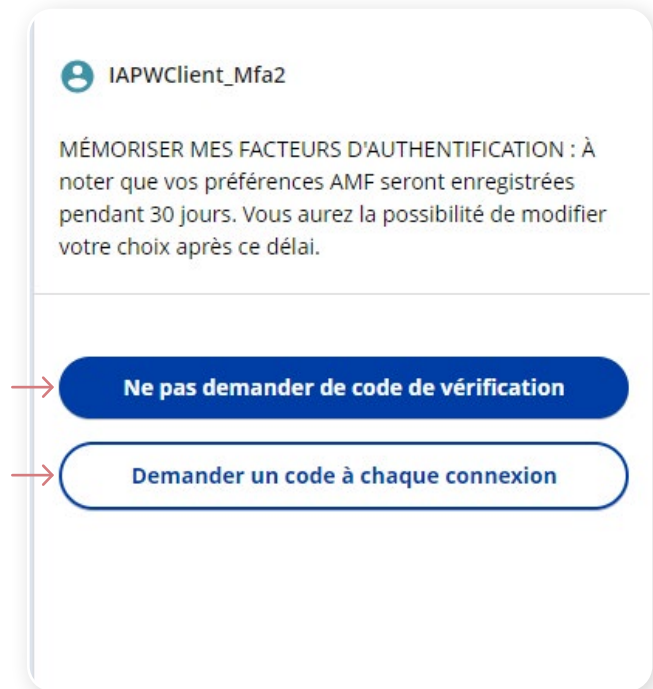 IAPWClient_Mfa2
MÉMORISER MES FACTEURS D'AUTHENTIFICATION : À
noter que vos préférences AMF seront enregistrées
pendant 30 jours. Vous aurez la possibilité de modifier
votre choix après ce délai.
Ne pas demander de code de vérification
Demander un code à chaque connexion